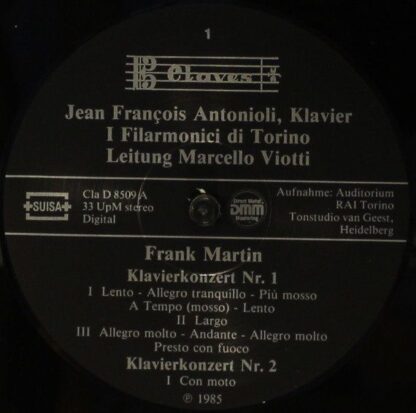 1
Claves
Jean François Antonioli, Klavier
I Filarmonici di Torino
Leitung Marcello Viotti
SUISA
Cla D 8509/A
33 UpM stereo
Digital
Direct Metal
DMM
Mastering
Aufnahme: Auditorium
RAI Torino
Tonstudio van Geest,
Heidelberg
Frank Martin
Klavierkonzert Nr. 1
I Lento - Allegro tranquillo - Più mosso
A Tempo (mosso) - Lento
II Largo
III Allegro molto - Andante - Allegro molto
Presto con fuoco
Klavierkonzert Nr. 2
I Con moto
℗ 1985